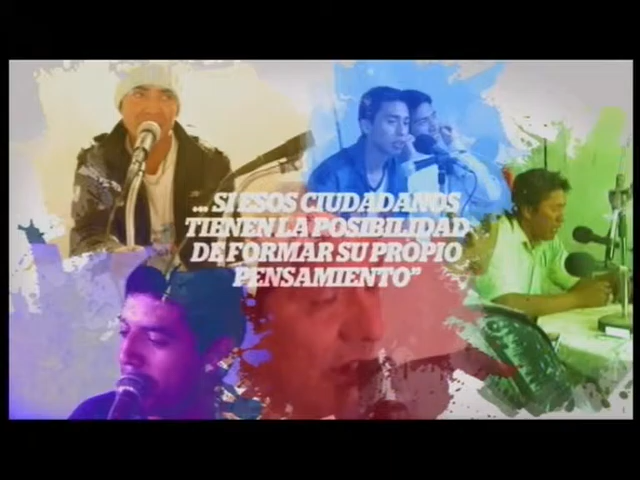 ... SI ESOS CIUDADANOS
TIENEN LA POSIBILIDAD
DE FORMAR SU PROPIO
PENSAMIENTO”